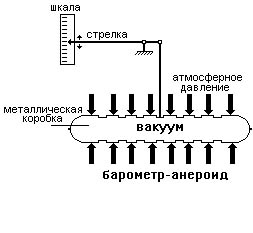 шкала
стрелка
атмосферное
давление
металлическая
коробка
вакуум
барометр-анероид